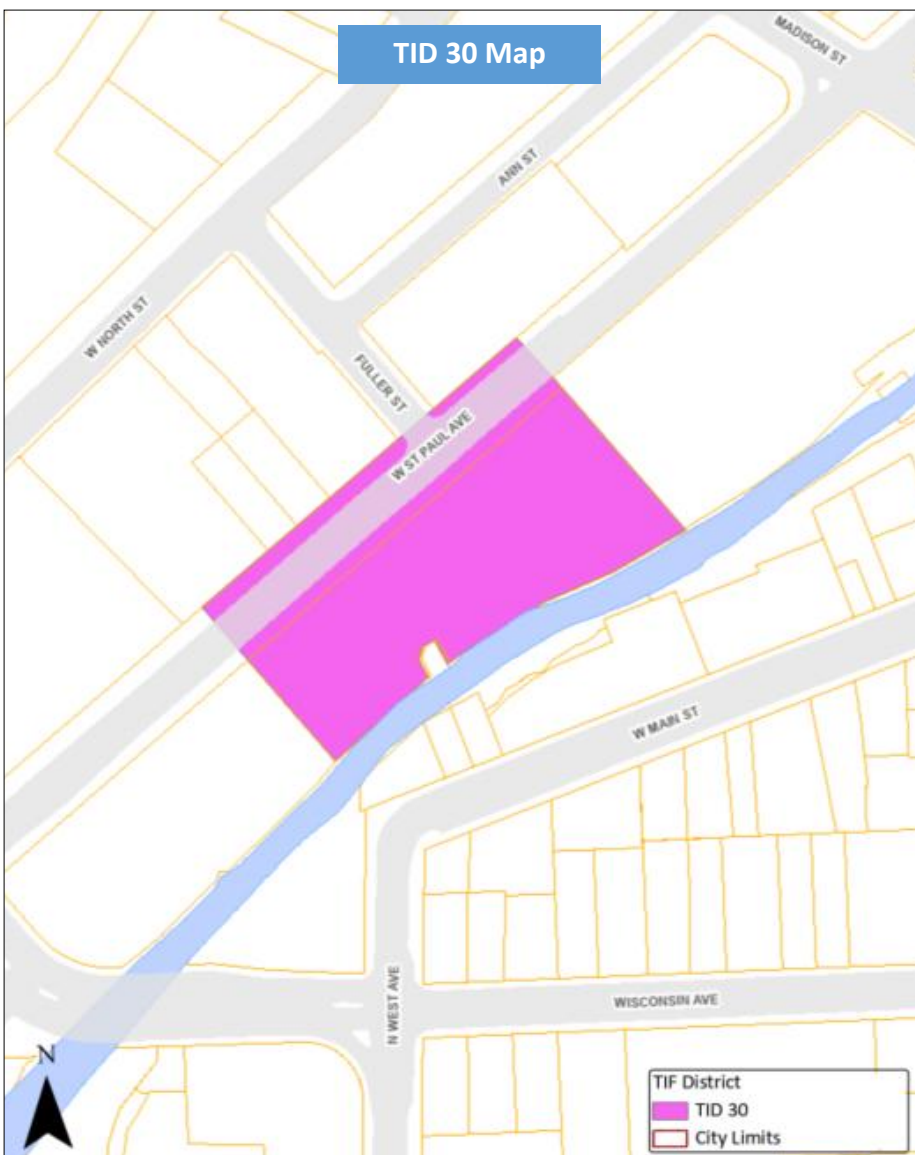 TID 30 Map
MADISON ST
ANN ST
W NORTH ST
FULLER ST
W ST PAUL AVE
W MAIN ST
N WEST AVE
WISCONSIN AVE
N
TIF District
TID 30
City Limits